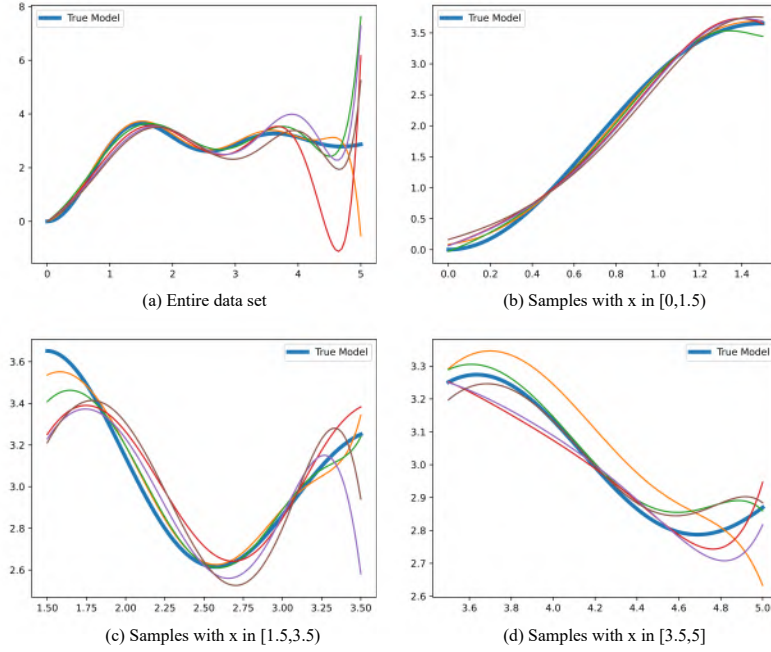 True Model
8
6
4
2
0
0 1 2 3 4 5
(a) Entire data set
True Model
3.5
3.0
2.5
2.0
1.5
1.0
0.5
0.0
0.0 0.2 0.4 0.6 0.8 1.0 1.2 1.4
(b) Samples with x in [0,1.5)
True Model
3.6
3.4
3.2
3.0
2.8
2.6
1.50 1.75 2.00 2.25 2.50 2.75 3.00 3.25 3.50
(c) Samples with x in [1.5,3.5)
True Model
3.3
3.2
3.1
3.0
2.9
2.8
2.7
2.6
3.6 3.8 4.0 4.2 4.4 4.6 4.8 5.0
(d) Samples with x in [3.5,5]